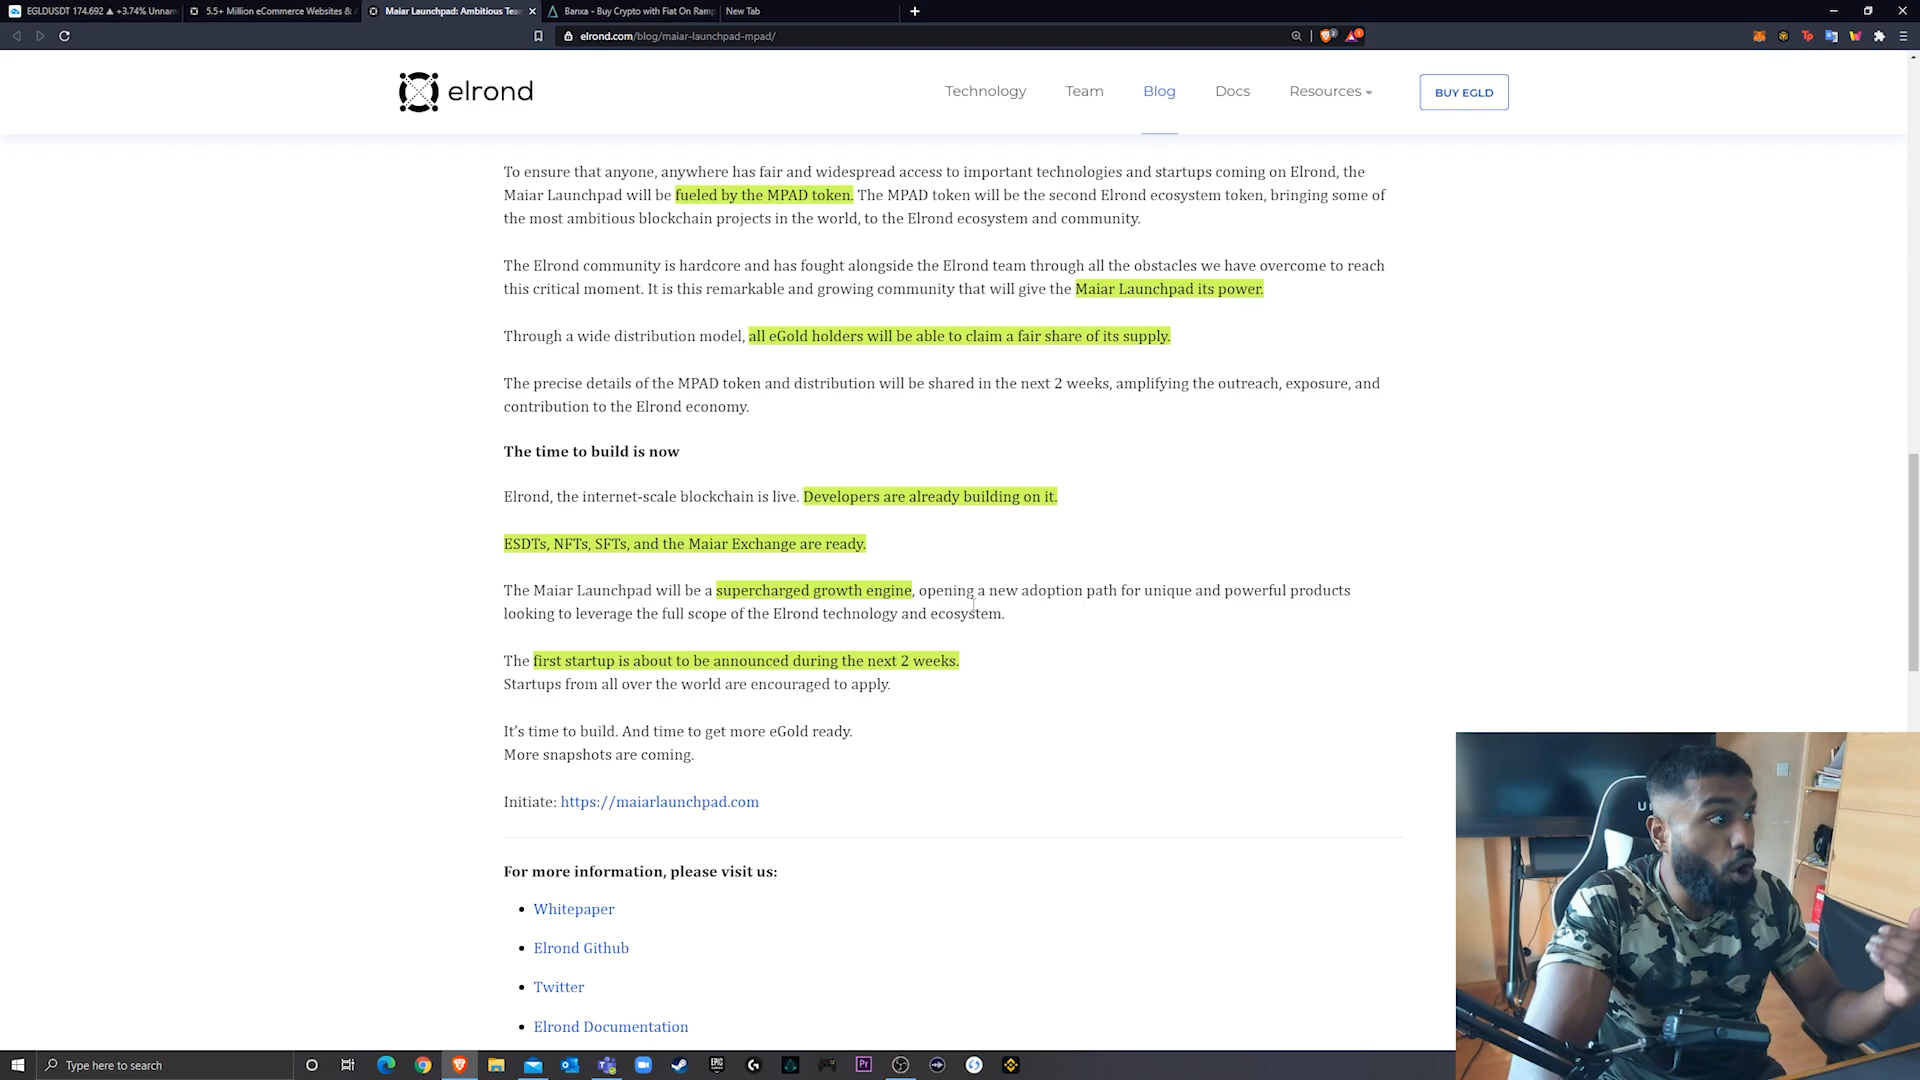 EGLDUSDT 174.692 ▲ +3.74% Unnam
5.5+ Million eCommerce Websites &
Maiar Launchpad: Ambitious Tea
Banxa - Buy Crypto with Fiat On Ramp
New Tab
elrond.com/blog/maiar-launchpad-mpad/
elrond
Technology
Team
Blog
Docs
Resources
BUY EGLD
To ensure that anyone, anywhere has fair and widespread access to important technologies and startups coming on Elrond, the
Maiar Launchpad will be fueled by the MPAD token. The MPAD token will be the second Elrond ecosystem token, bringing some of
the most ambitious blockchain projects in the world, to the Elrond ecosystem and community.
The Elrond community is hardcore and has fought alongside the Elrond team through all the obstacles we have overcome to reach
this critical moment. It is this remarkable and growing community that will give the Maiar Launchpad its power.
Through a wide distribution model, all eGold holders will be able to claim a fair share of its supply.
The precise details of the MPAD token and distribution will be shared in the next 2 weeks, amplifying the outreach, exposure, and
contribution to the Elrond economy.
The time to build is now
Elrond, the internet-scale blockchain is live. Developers are already building on it.
ESDTs, NFTs, SFTs, and the Maiar Exchange are ready.
The Maiar Launchpad will be a supercharged growth engine, opening a new adoption path for unique and powerful products
looking to leverage the full scope of the Elrond technology and ecosystem.
The first startup is about to be announced during the next 2 weeks.
Startups from all over the world are encouraged to apply.
It's time to build. And time to get more eGold ready.
More snapshots are coming.
Initiate: https://maiarlaunchpad.com
For more information, please visit us:
Whitepaper
Elrond Github
Twitter
Elrond Documentation
Type here to search
Pr